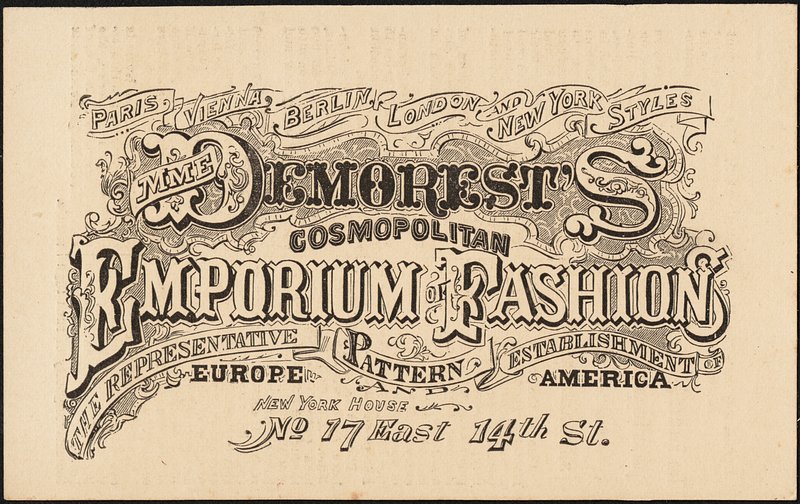 PARIS, VIENNA, BERLIN, LONDON AND NEW YORK STYLES
MME DEMOREST'S
COSMOPOLITAN
EMPORIUM OF FASHIONS
THE REPRESENTATIVE PATTERN ESTABLISHMENT OF
EUROPE AND AMERICA
NEW YORK HOUSE
No 17 East 14th St.